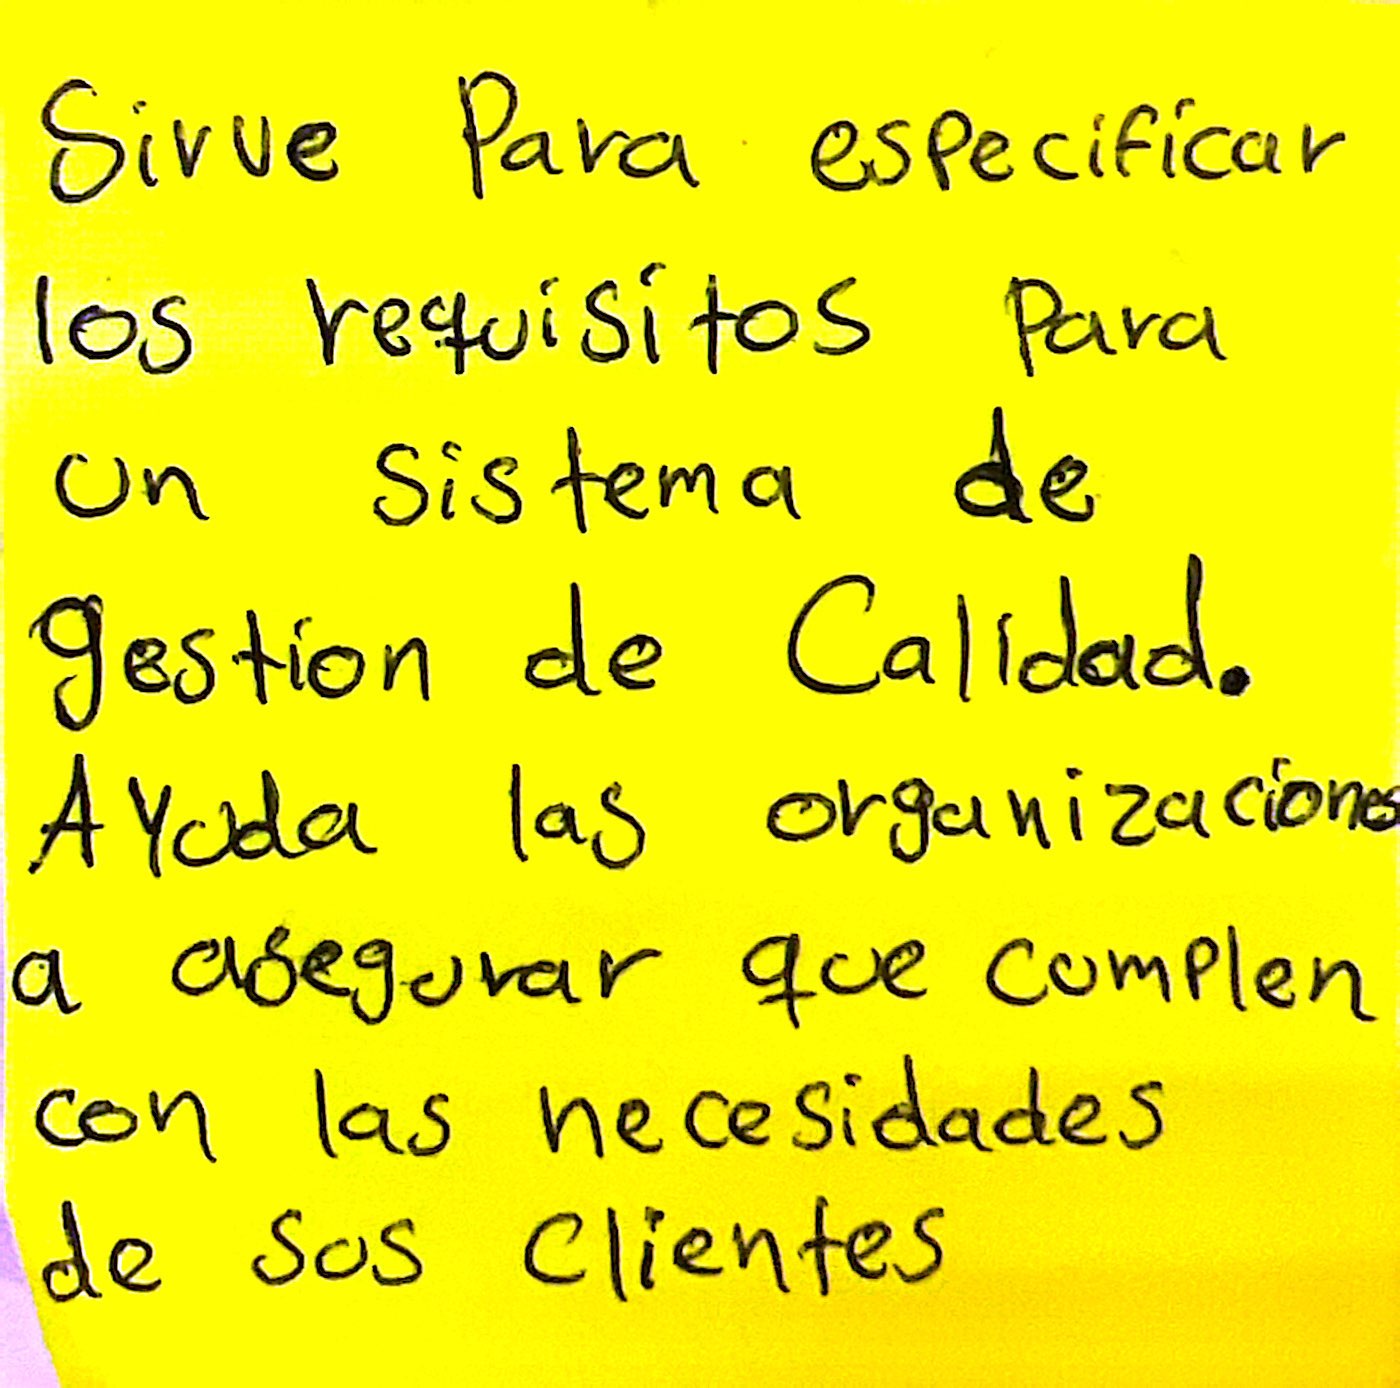 Sirve Para especificar
los requisitos Para
un sistema de
gestion de Calidad.
AYuda las organizacione
a asegurar que cumplen
con las necesidades
de sus clientes